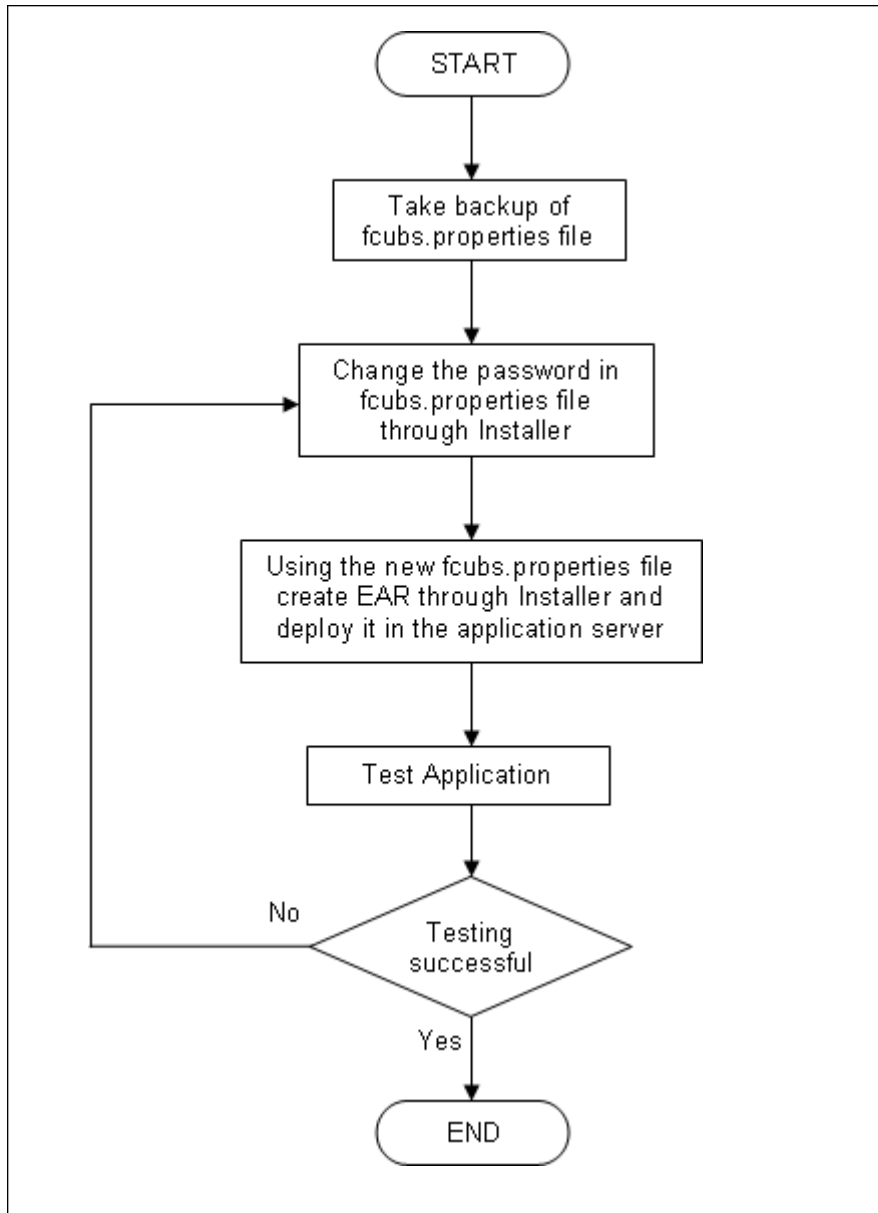 START
Take backup of
fcubs.properties file
Change the password in
fcubs.properties file
through Installer
Using the new fcubs.properties file
create EAR through Installer and
deploy it in the application server
Test Application
No
Testing
successful
Yes
END